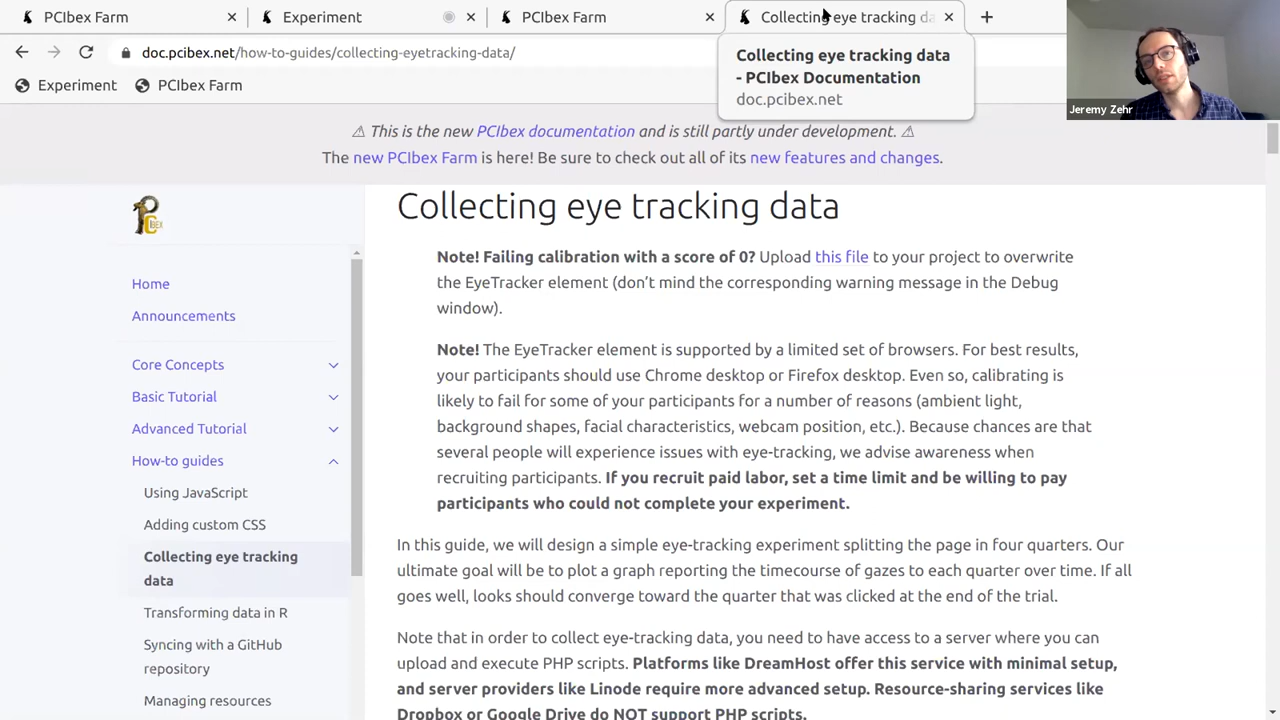 PCIbex Farm
Experiment
PCIbex Farm
Collecting eye tracking da
doc.pcibex.net/how-to-guides/collecting-eyetracking-data/
Collecting eye tracking data
- PCIbex Documentation
doc.pcibex.net
Experiment
PCIbex Farm
Jeremy Zehr
⚠ This is the new PCIbex documentation and is still partly under development. ⚠
The new PCIbex Farm is here! Be sure to check out all of its new features and changes.
PCIBEX
Home
Announcements
Core Concepts
Basic Tutorial
Advanced Tutorial
How-to guides
Using JavaScript
Adding custom CSS
Collecting eye tracking
data
Transforming data in R
Syncing with a GitHub
repository
Managing resources
Collecting eye tracking data
Note! Failing calibration with a score of 0? Upload this file to your project to overwrite
the EyeTracker element (don’t mind the corresponding warning message in the Debug
window).
Note! The EyeTracker element is supported by a limited set of browsers. For best results,
your participants should use Chrome desktop or Firefox desktop. Even so, calibrating is
likely to fail for some of your participants for a number of reasons (ambient light,
background shapes, facial characteristics, webcam position, etc.). Because chances are that
several people will experience issues with eye-tracking, we advise awareness when
recruiting participants. If you recruit paid labor, set a time limit and be willing to pay
participants who could not complete your experiment.
In this guide, we will design a simple eye-tracking experiment splitting the page in four quarters. Our
ultimate goal will be to plot a graph reporting the timecourse of gazes to each quarter over time. If all
goes well, looks should converge toward the quarter that was clicked at the end of the trial.
Note that in order to collect eye-tracking data, you need to have access to a server where you can
upload and execute PHP scripts. Platforms like DreamHost offer this service with minimal setup,
and server providers like Linode require more advanced setup. Resource-sharing services like
Dropbox or Google Drive do NOT support PHP scripts.